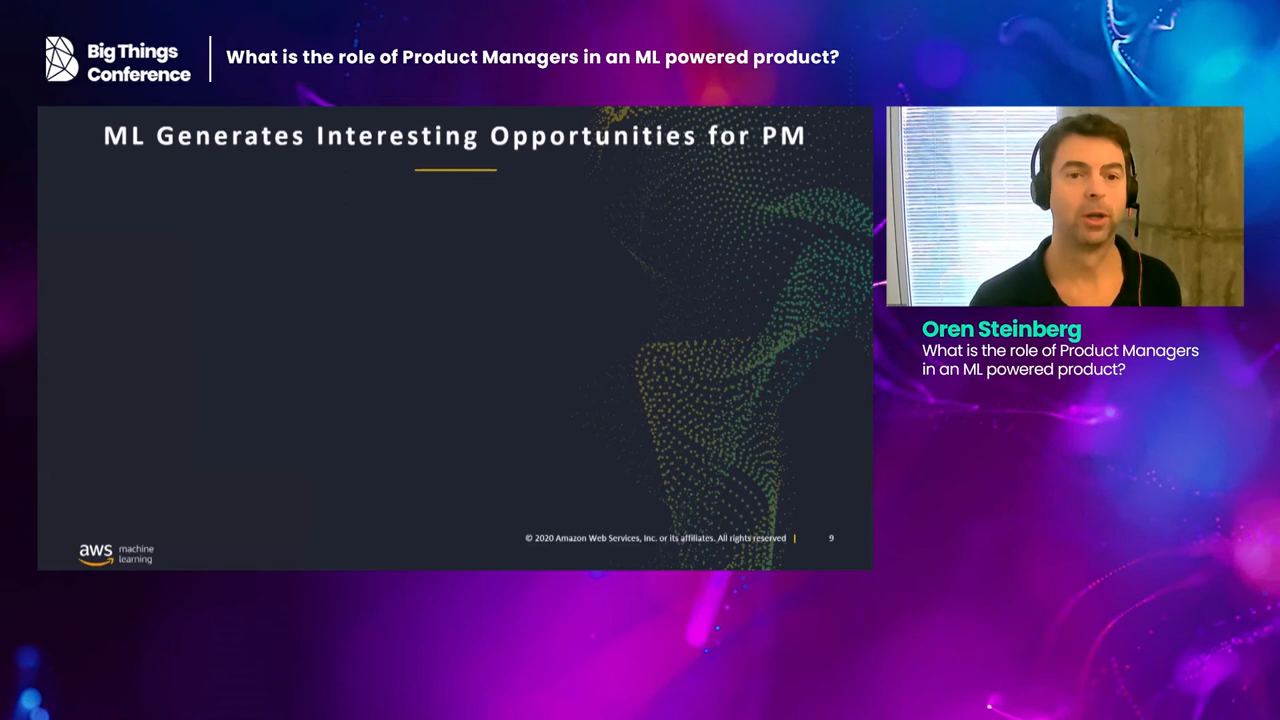 Big Things
Conference
What is the role of Product Managers in an ML powered product?
ML Generates Interesting Opportunities for PM
Oren Steinberg
What is the role of Product Managers
in an ML powered product?
© 2020 Amazon Web Services, Inc. or its affiliates. All rights reserved | 9
aws machine
learning